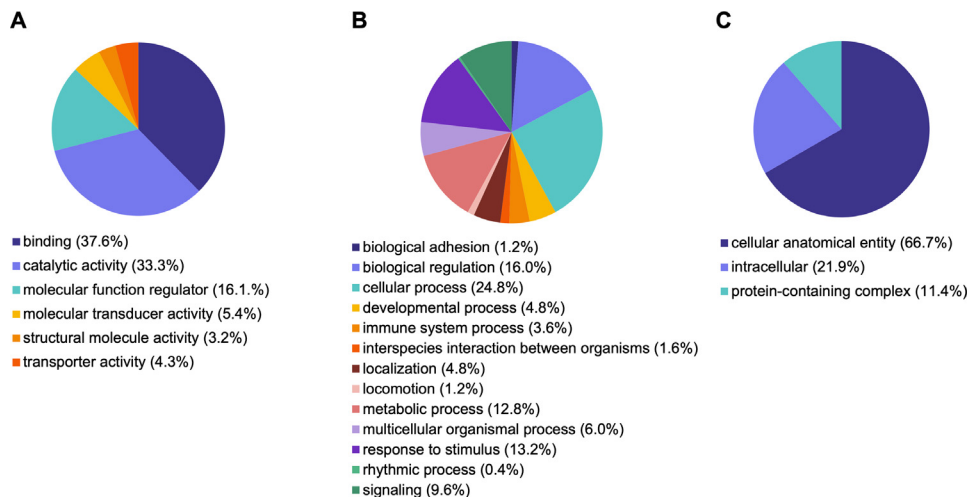 A
binding (37.6%)
catalytic activity (33.3%)
molecular function regulator (16.1.%)
molecular transducer activity (5.4%)
structural molecule activity (3.2%)
transporter activity (4.3%)
B
biological adhesion (1.2%)
biological regulation (16.0%)
cellular process (24.8%)
developmental process (4.8%)
immune system process (3.6%)
interspecies interaction between organisms (1.6%)
localization (4.8%)
locomotion (1.2%)
metabolic process (12.8%)
multicellular organismal process (6.0%)
response to stimulus (13.2%)
rhythmic process (0.4%)
signaling (9.6%)
C
cellular anatomical entity (66.7%)
intracellular (21.9%)
protein-containing complex (11.4%)